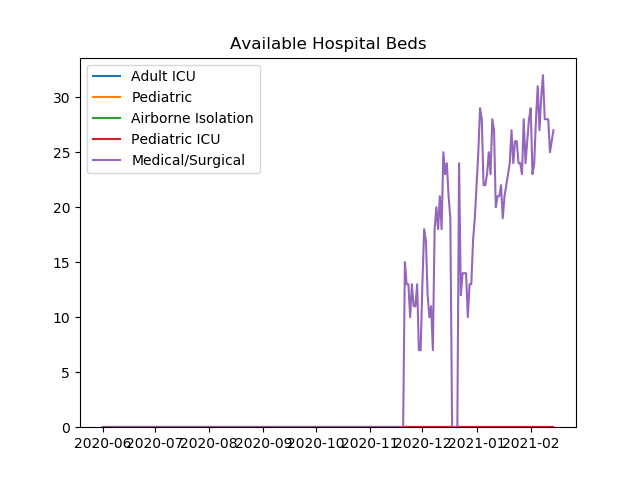 Available Hospital Beds
Adult ICU
Pediatric
Airborne Isolation
Pediatric ICU
Medical/Surgical
30
25
20
15
10
5
0
2020-06 2020-07 2020-08 2020-09 2020-10 2020-11 2020-12 2021-01 2021-02